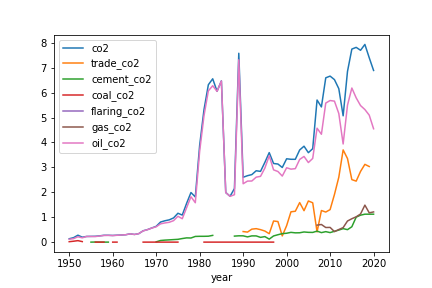 co2
trade_co2
cement_co2
coal_co2
flaring_co2
gas_co2
oil_co2
8
7
6
5
4
3
2
1
0
1950 1960 1970 1980 1990 2000 2010 2020
year